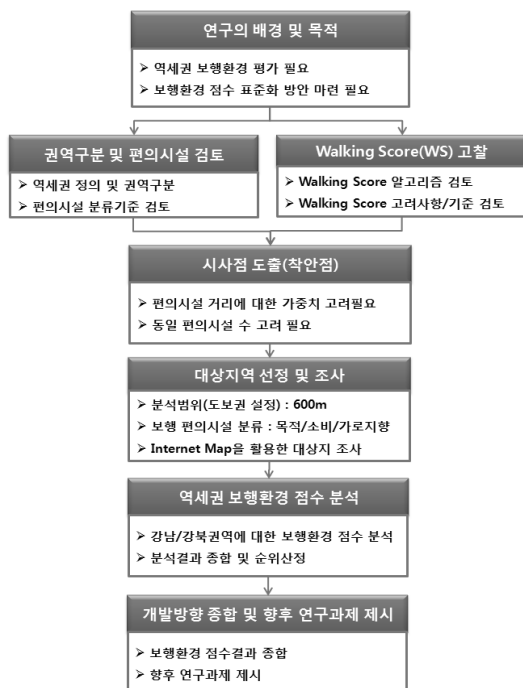 연구의 배경 및 목적
➢ 역세권 보행환경 평가 필요
➢ 보행환경 점수 표준화 방안 마련 필요
권역구분 및 편의시설 검토
➢ 역세권 정의 및 권역구분
➢ 편의시설 분류기준 검토
Walking Score(WS) 고찰
➢ Walking Score 알고리즘 검토
➢ Walking Score 고려사항/기준 검토
시사점 도출(착안점)
➢ 편의시설 거리에 대한 가중치 고려필요
➢ 동일 편의시설 수 고려 필요
대상지역 선정 및 조사
➢ 분석범위(도보권 설정) : 600m
➢ 보행 편의시설 분류 : 목적/소비/가로지향
➢ Internet Map을 활용한 대상지 조사
역세권 보행환경 점수 분석
➢ 강남/강북권역에 대한 보행환경 점수 분석
➢ 분석결과 종합 및 순위산정
개발방향 종합 및 향후 연구과제 제시
➢ 보행환경 점수결과 종합
➢ 향후 연구과제 제시